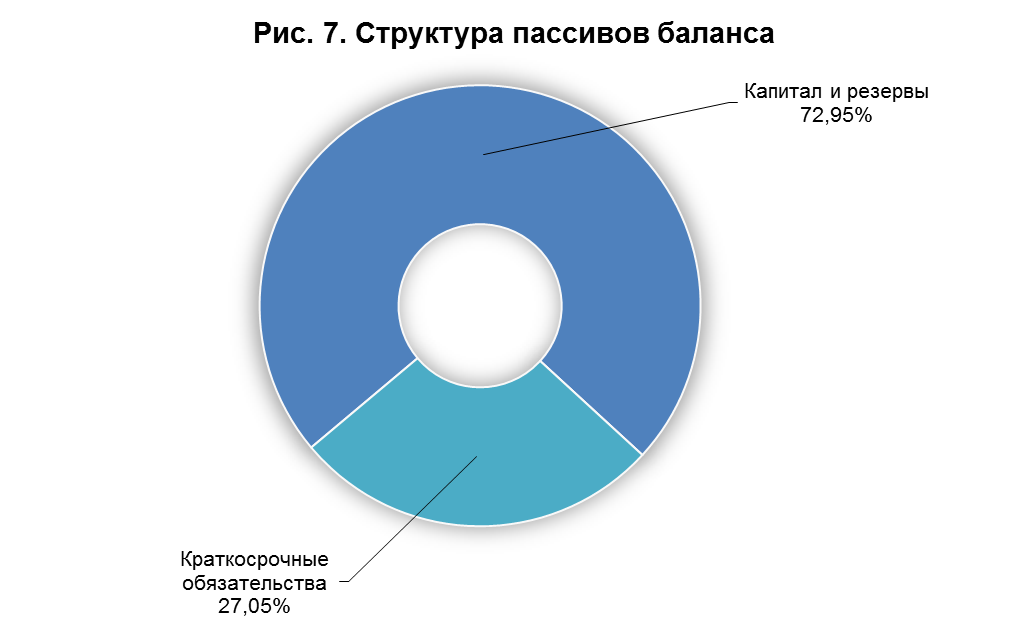 Рис. 7. Структура пассивов баланса
Капитал и резервы
72,95%
Краткосрочные
обязательства
27,05%